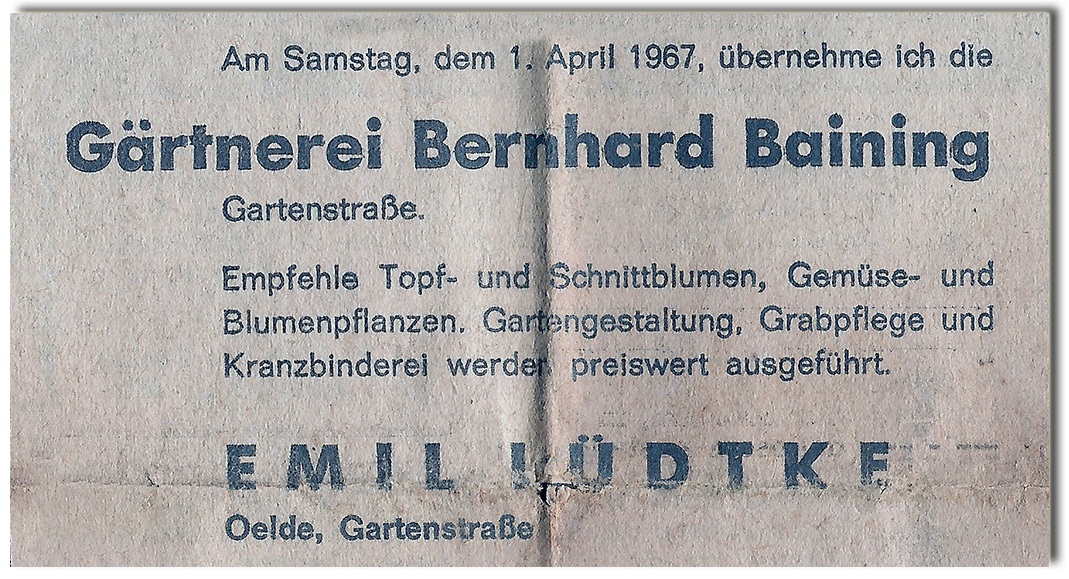 Am Samstag, dem 1. April 1967, übernehme ich die
Gärtnerei Bernhard Baining
Gartenstraße.
Empfehle Topf- und Schnittblumen, Gemüse- und
Blumenpflanzen. Gartengestaltung, Grabpflege und
Kranzbinderei werden preiswert ausgeführt.
EMIL LÜDTKE
Oelde, Gartenstraße